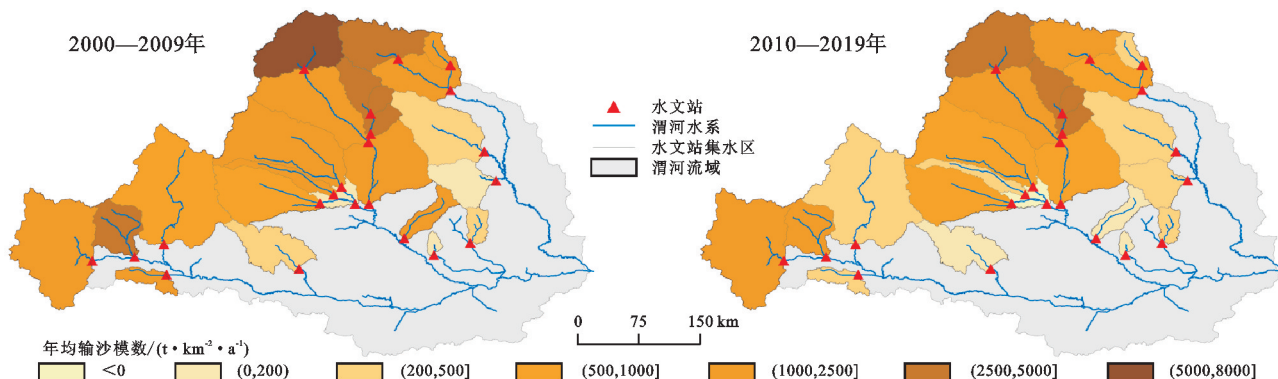 2000—2009年
2010—2019年
水文站
渭河水系
水文站集水区
渭河流域
0 75 150 km
年均输沙模数/(t·km⁻²·a⁻¹)
<0 (0,200) (200,500] (500,1000] (1000,2500] (2500,5000] (5000,8000]